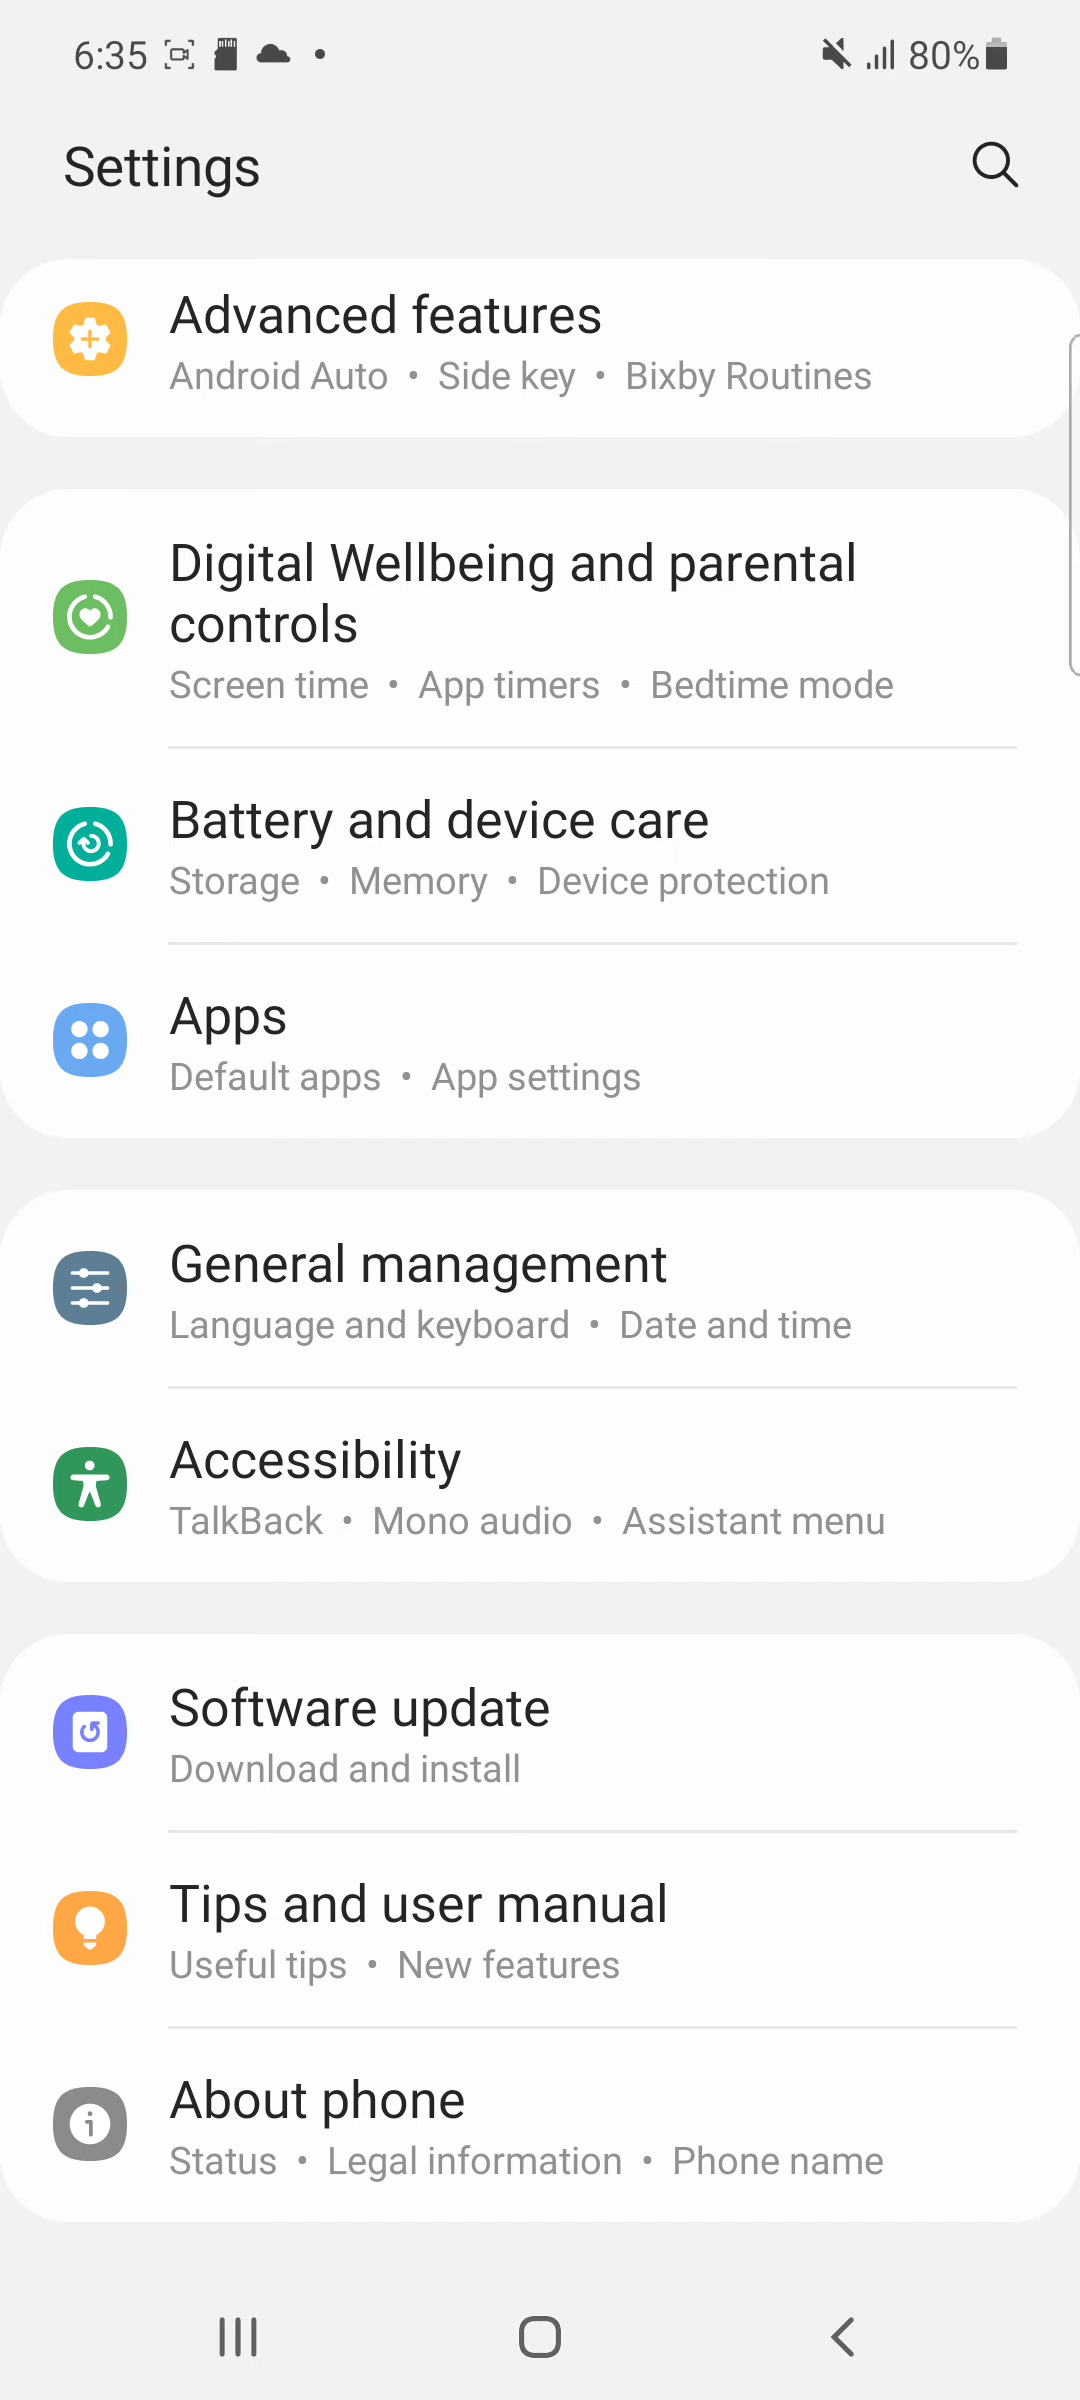 6:35 80%
Settings
Advanced features
Android Auto • Side key • Bixby Routines
Digital Wellbeing and parental
controls
Screen time • App timers • Bedtime mode
Battery and device care
Storage • Memory • Device protection
Apps
Default apps • App settings
General management
Language and keyboard • Date and time
Accessibility
TalkBack • Mono audio • Assistant menu
Software update
Download and install
Tips and user manual
Useful tips • New features
About phone
Status • Legal information • Phone name